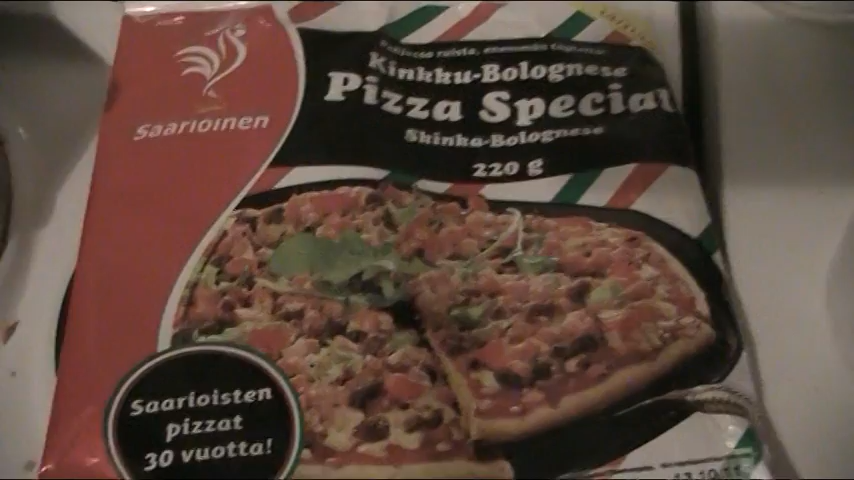 Saarioinen
Kinkku-Bolognese
Pizza Special
Skinka-Bolognese
220 g
Saarioisten
pizzat
30 vuotta!